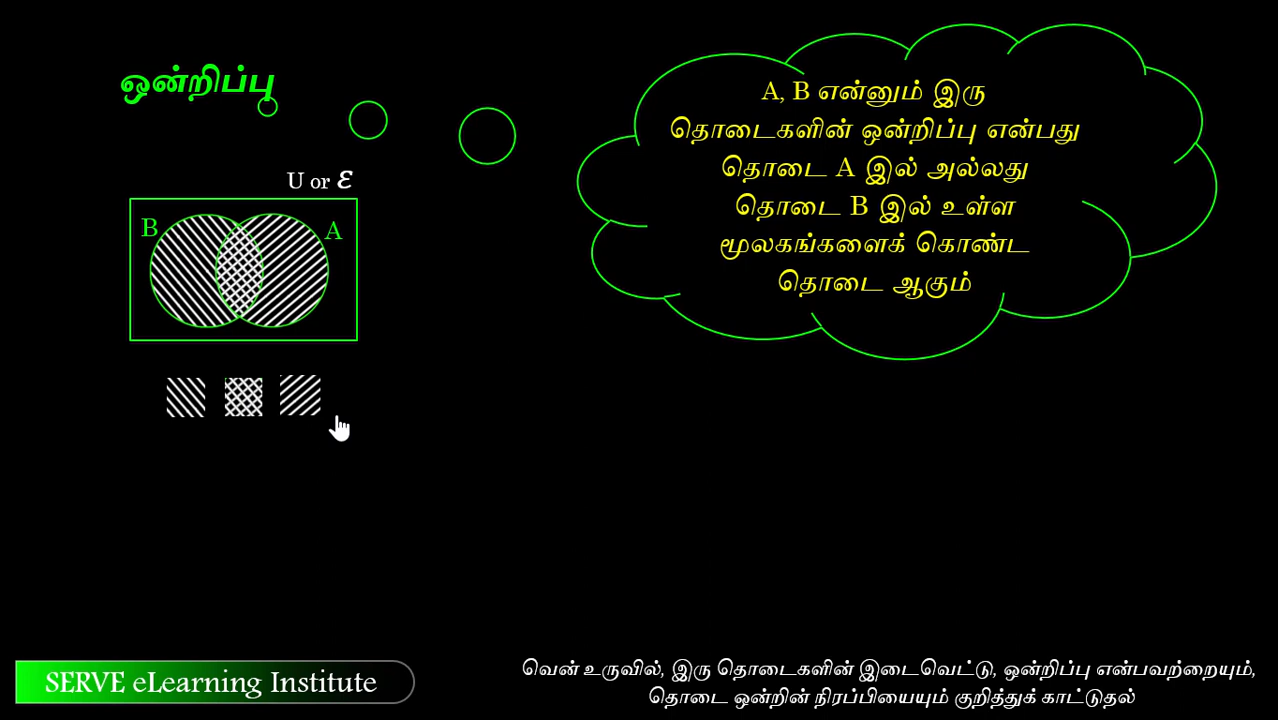 ஒன்றிப்பு
A, B என்னும் இரு
தொடைகளின் ஒன்றிப்பு என்பது
தொடை A இல் அல்லது
தொடை B இல் உள்ள
மூலகங்களைக் கொண்ட
தொடை ஆகும்
U or ℰ
B
A
SERVE eLearning Institute
வென் உருவில், இரு தொடைகளின் இடைவெட்டு, ஒன்றிப்பு என்பவற்றையும்,
தொடை ஒன்றின் நிரப்பியையும் குறித்துக் காட்டுதல்